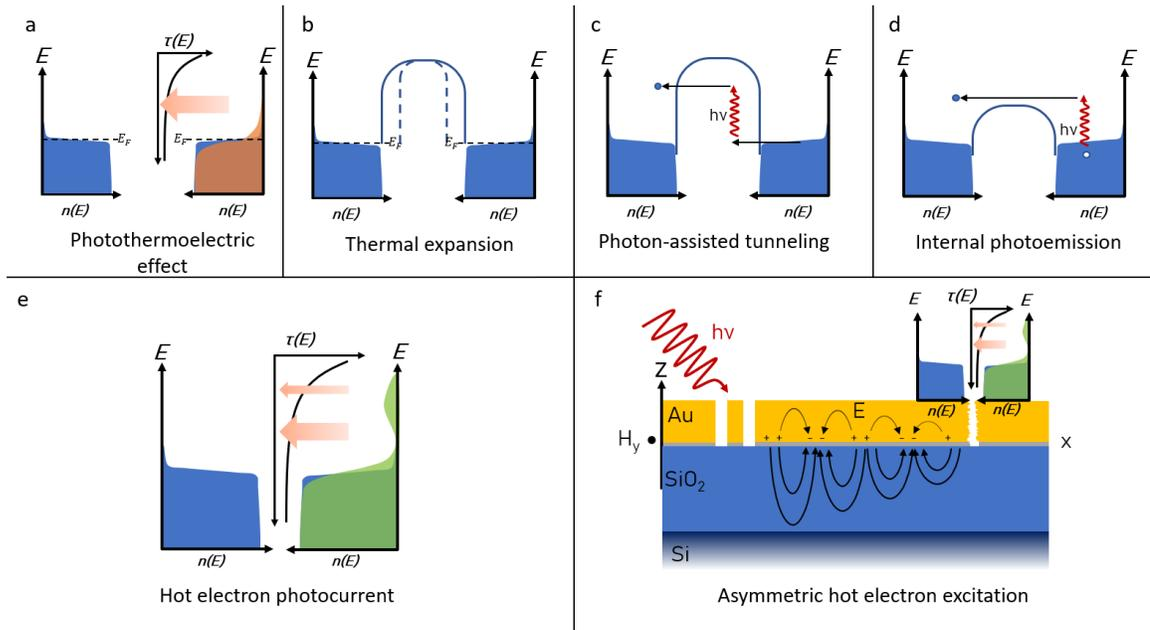 a
τ(E)
E
E
E_F
E_F
n(E)
n(E)
Photothermoelectric
effect
b
E
E
E_F
E_F
n(E)
n(E)
Thermal expansion
c
E
E
hν
n(E)
n(E)
Photon-assisted tunneling
d
E
E
hν
n(E)
n(E)
Internal photoemission
e
τ(E)
E
E
n(E)
n(E)
Hot electron photocurrent
f
E
τ(E)
E
hν
n(E)
n(E)
Z
Au
E
+ + - - + + - - +
H_y
x
SiO₂
Si
Asymmetric hot electron excitation